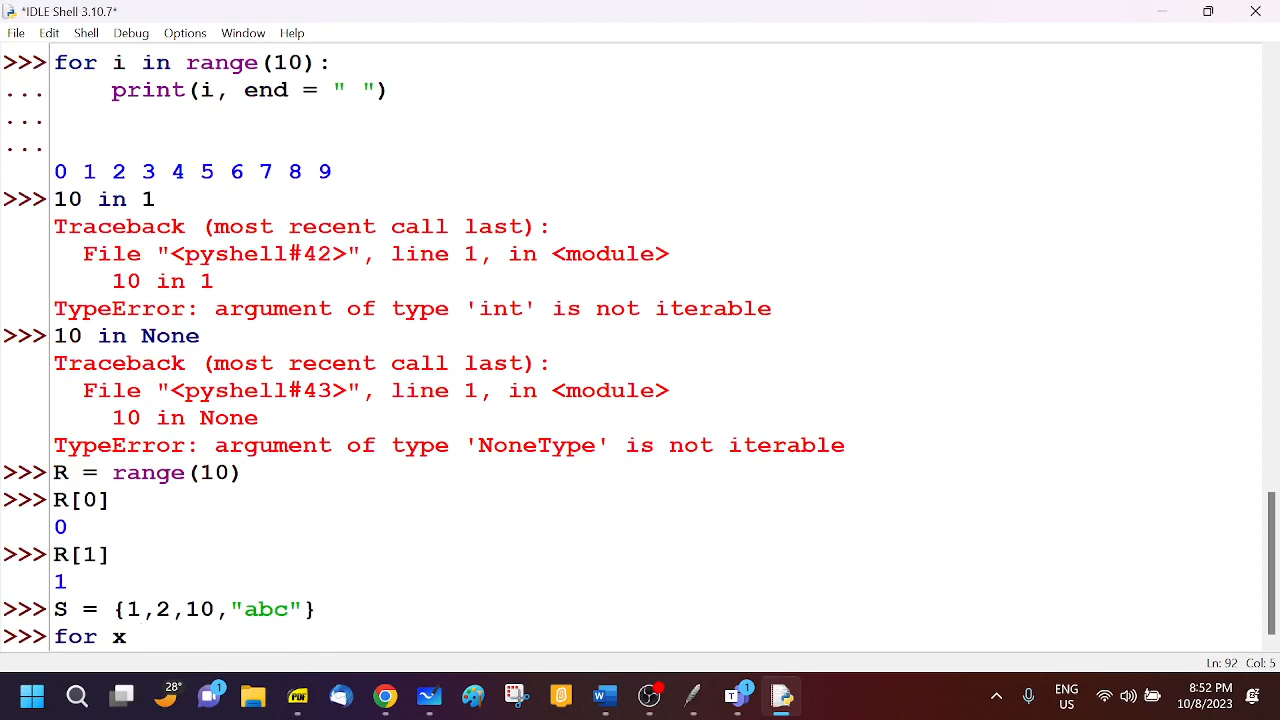 *IDLE Shell 3.10.7*
File Edit Shell Debug Options Window Help
>>> for i in range(10):
...     print(i, end = " ")
...
...
0 1 2 3 4 5 6 7 8 9
>>> 10 in 1
Traceback (most recent call last):
  File "<pyshell#42>", line 1, in <module>
    10 in 1
TypeError: argument of type 'int' is not iterable
>>> 10 in None
Traceback (most recent call last):
  File "<pyshell#43>", line 1, in <module>
    10 in None
TypeError: argument of type 'NoneType' is not iterable
>>> R = range(10)
>>> R[0]
0
>>> R[1]
1
>>> S = {1,2,10,"abc"}
>>> for x
Ln: 92 Col: 5
28° 1 PDF W T 1 ENG US 8:52 PM 10/8/2023